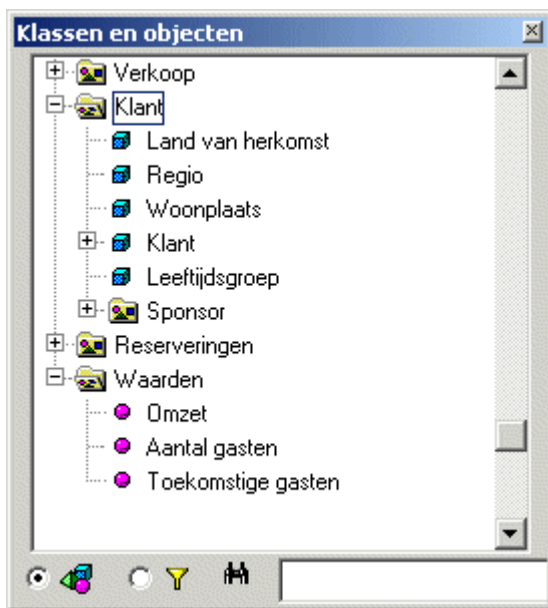 Klassen en objecten
Verkoop
Klant
Land van herkomst
Regio
Woonplaats
Klant
Leeftijdsgroep
Sponsor
Reserveringen
Waarden
Omzet
Aantal gasten
Toekomstige gasten